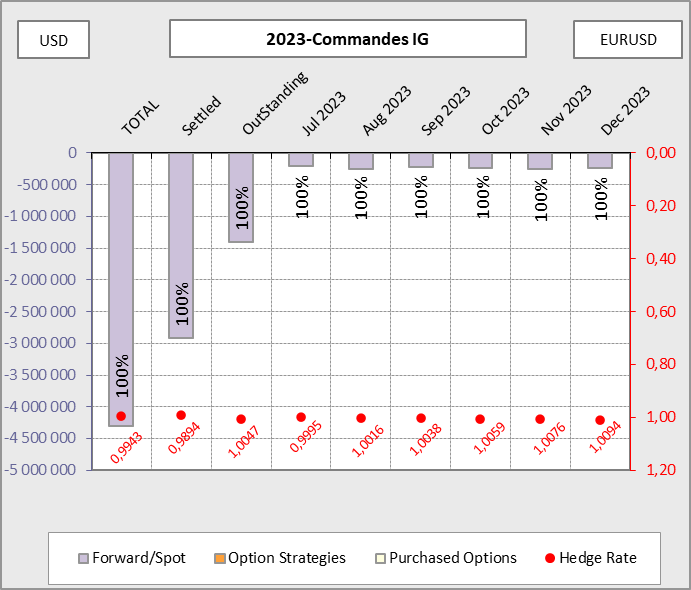 USD
2023-Commandes IG
EURUSD
TOTAL
Settled
OutStanding
Jul 2023
Aug 2023
Sep 2023
Oct 2023
Nov 2023
Dec 2023
0
-500 000
-1 000 000
-1 500 000
-2 000 000
-2 500 000
-3 000 000
-3 500 000
-4 000 000
-4 500 000
-5 000 000
100%
100%
100%
100%
100%
100%
100%
100%
100%
0,9943
0,9894
1,0047
0,9995
1,0016
1,0038
1,0059
1,0076
1,0094
0,00
0,20
0,40
0,60
0,80
1,00
1,20
Forward/Spot
Option Strategies
Purchased Options
Hedge Rate